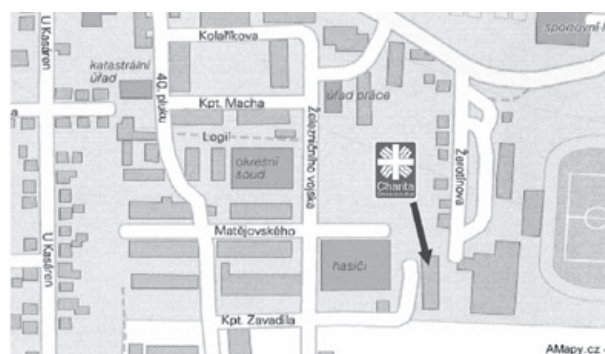 U Kasáren
Kolaříkova
sportovní
katastrální
úřad
40. pluku
Kpt. Macha
úřad práce
Legií
okresní
soud
Železničního vojska
Charita
Žerotínova
Matějovského
hasiči
U Kasáren
Kpt. Zavadila
AMapy.cz